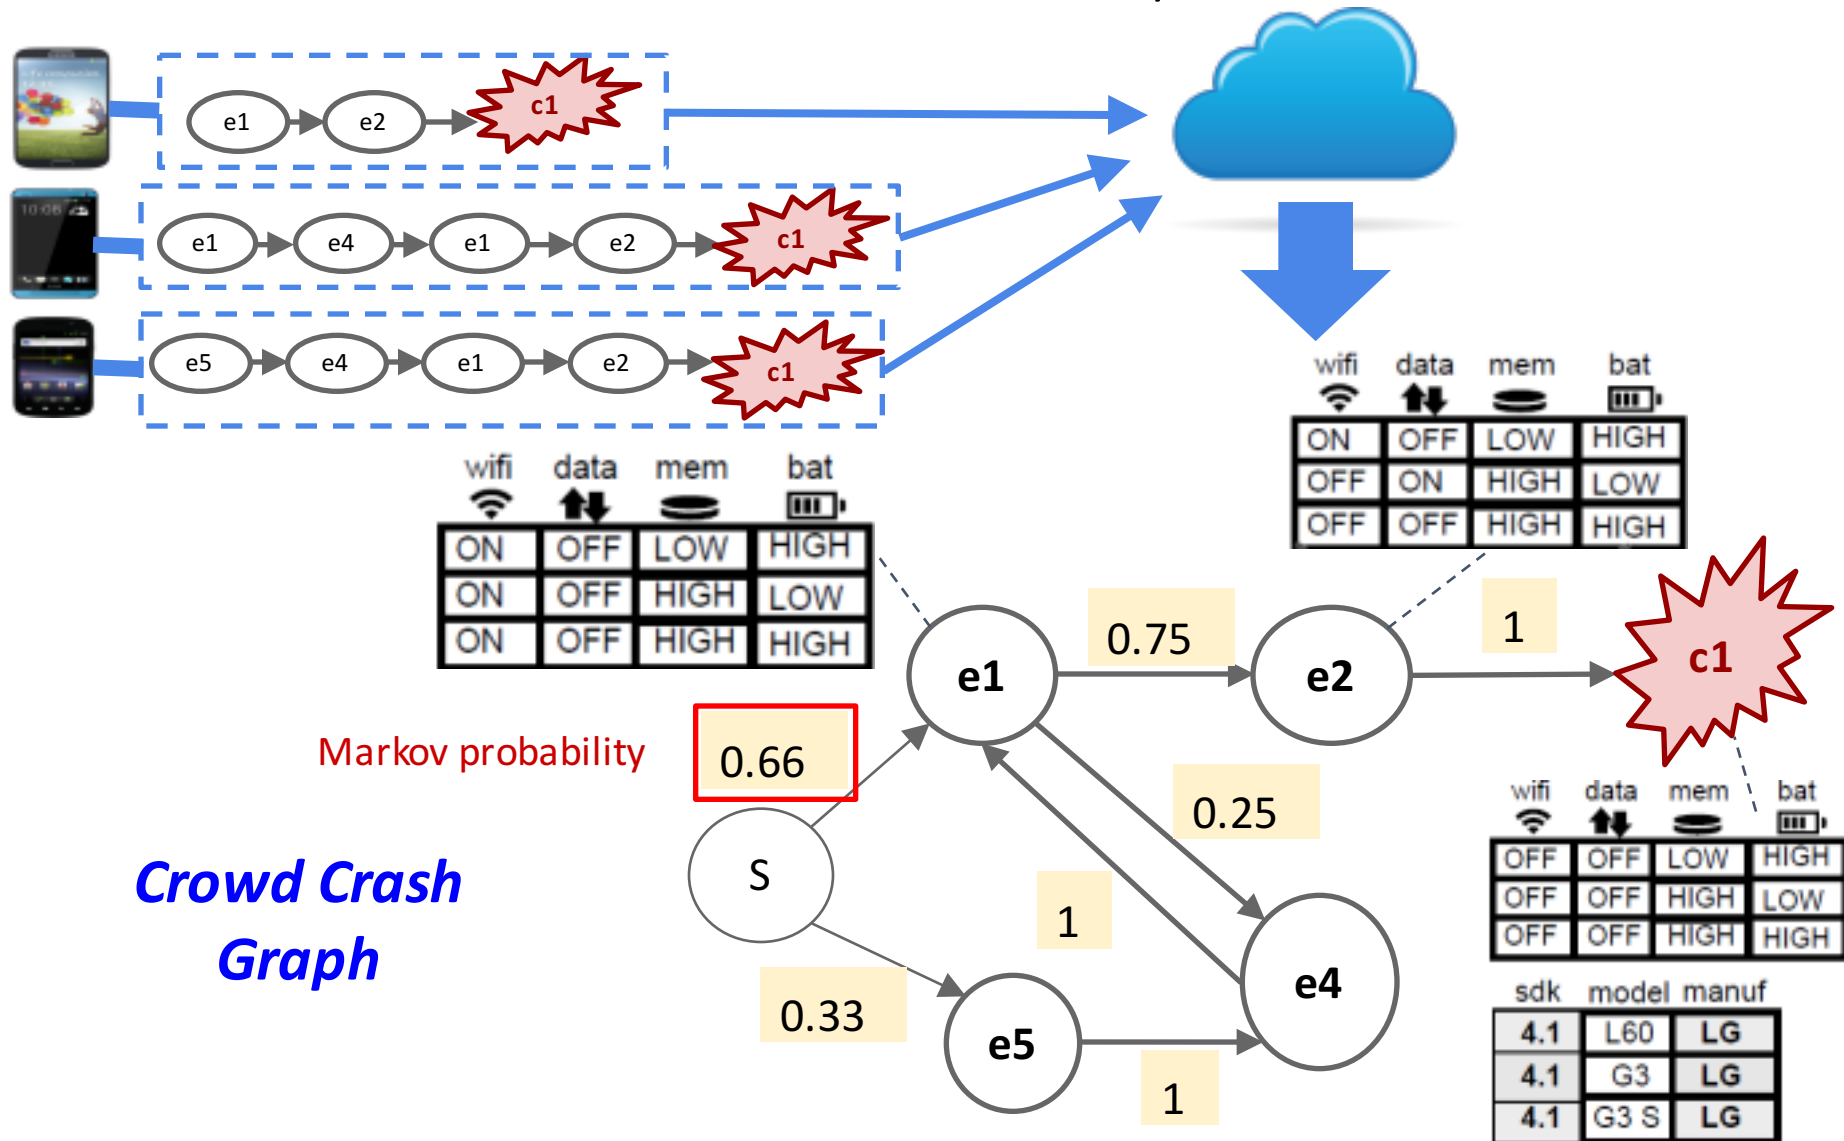 e1 e2 c1
10:06
e1 e4 e1 e2 c1
e5 e4 e1 e2 c1
wifi data mem bat
ON OFF LOW HIGH
OFF ON HIGH LOW
OFF OFF HIGH HIGH
wifi data mem bat
ON OFF LOW HIGH
ON OFF HIGH LOW
ON OFF HIGH HIGH
e1 0.75 e2 1 c1
Markov probability 0.66
0.25
S
1
0.33
e5
1
e4
Crowd Crash
Graph
wifi data mem bat
OFF OFF LOW HIGH
OFF OFF HIGH LOW
OFF OFF HIGH HIGH
sdk model manuf
4.1 L60 LG
4.1 G3 LG
4.1 G3 S LG